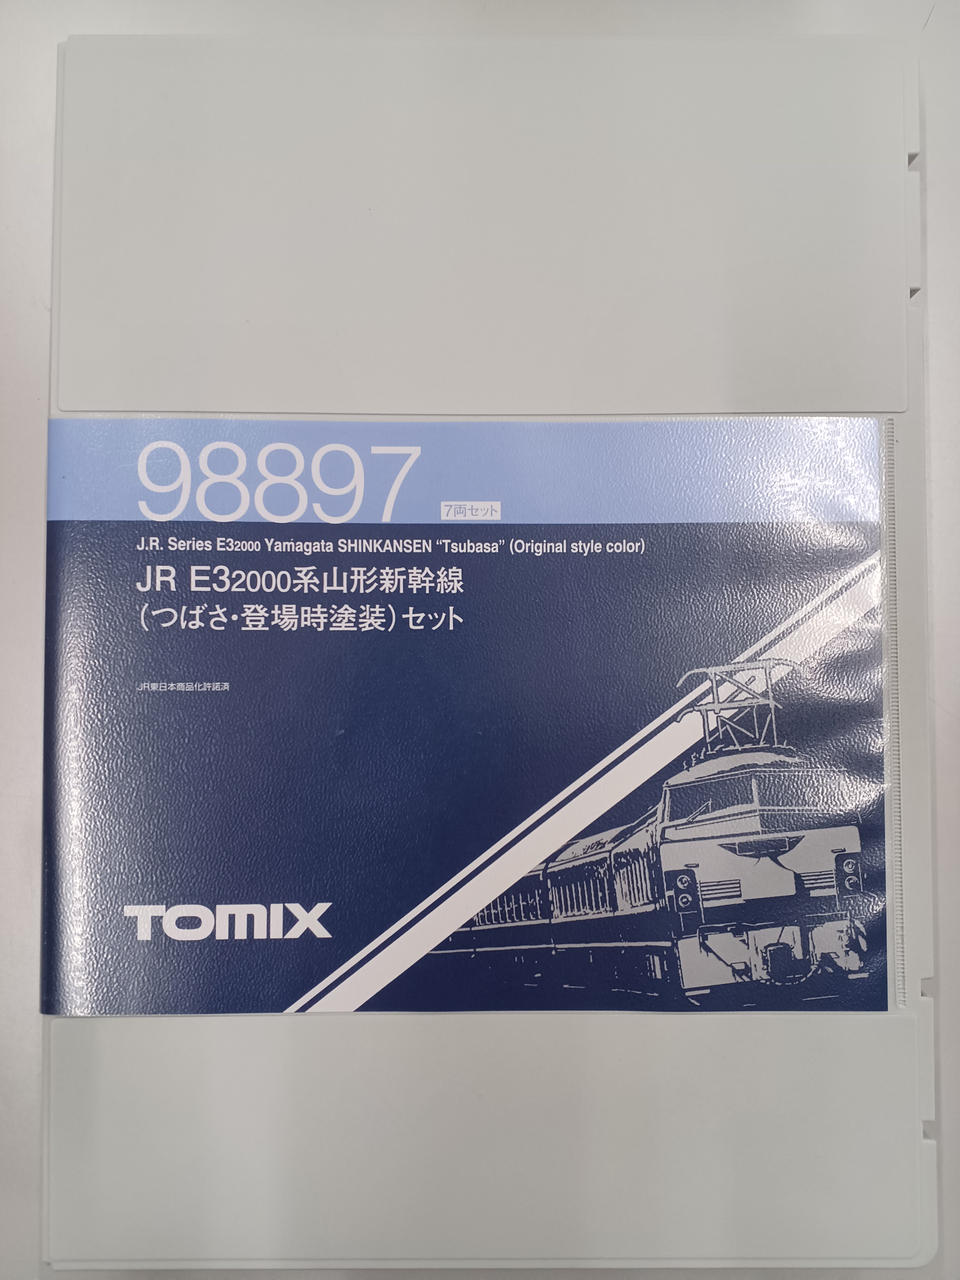 98897
7両セット
J.R. Series E32000 Yamagata SHINKANSEN “Tsubasa” (Original style color)
JR E32000系山形新幹線
(つばさ・登場時塗装)セット
JR東日本商品化許諾済
TOMIX